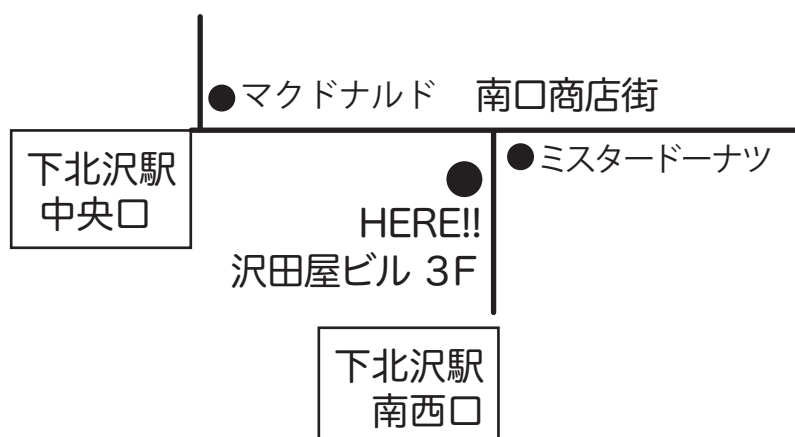 マクドナルド
南口商店街
下北沢駅
中央口
ミスタードーナツ
HERE!!
沢田屋ビル 3F
下北沢駅
南西口